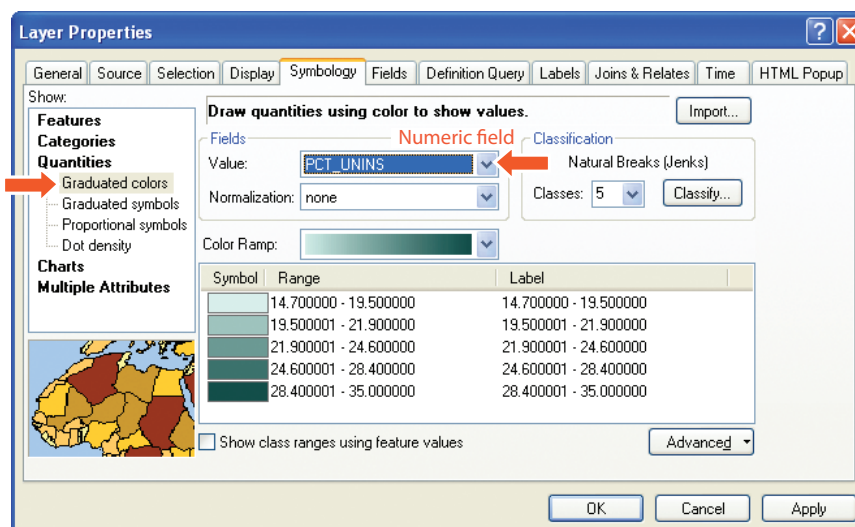 Layer Properties
General Source Selection Display Symbology Fields Definition Query Labels Joins & Relates Time HTML Popup
Show:
Features
Categories
Quantities
Graduated colors
Graduated symbols
Proportional symbols
Dot density
Charts
Multiple Attributes
Draw quantities using color to show values.
Import...
Fields
Numeric field
Value: PCT_UNINS
Normalization: none
Classification
Natural Breaks (Jenks)
Classes: 5 Classify...
Color Ramp:
Symbol Range Label
14.700000 - 19.500000 14.700000 - 19.500000
19.500001 - 21.900000 19.500001 - 21.900000
21.900001 - 24.600000 21.900001 - 24.600000
24.600001 - 28.400000 24.600001 - 28.400000
28.400001 - 35.000000 28.400001 - 35.000000
Show class ranges using feature values
Advanced
OK Cancel Apply